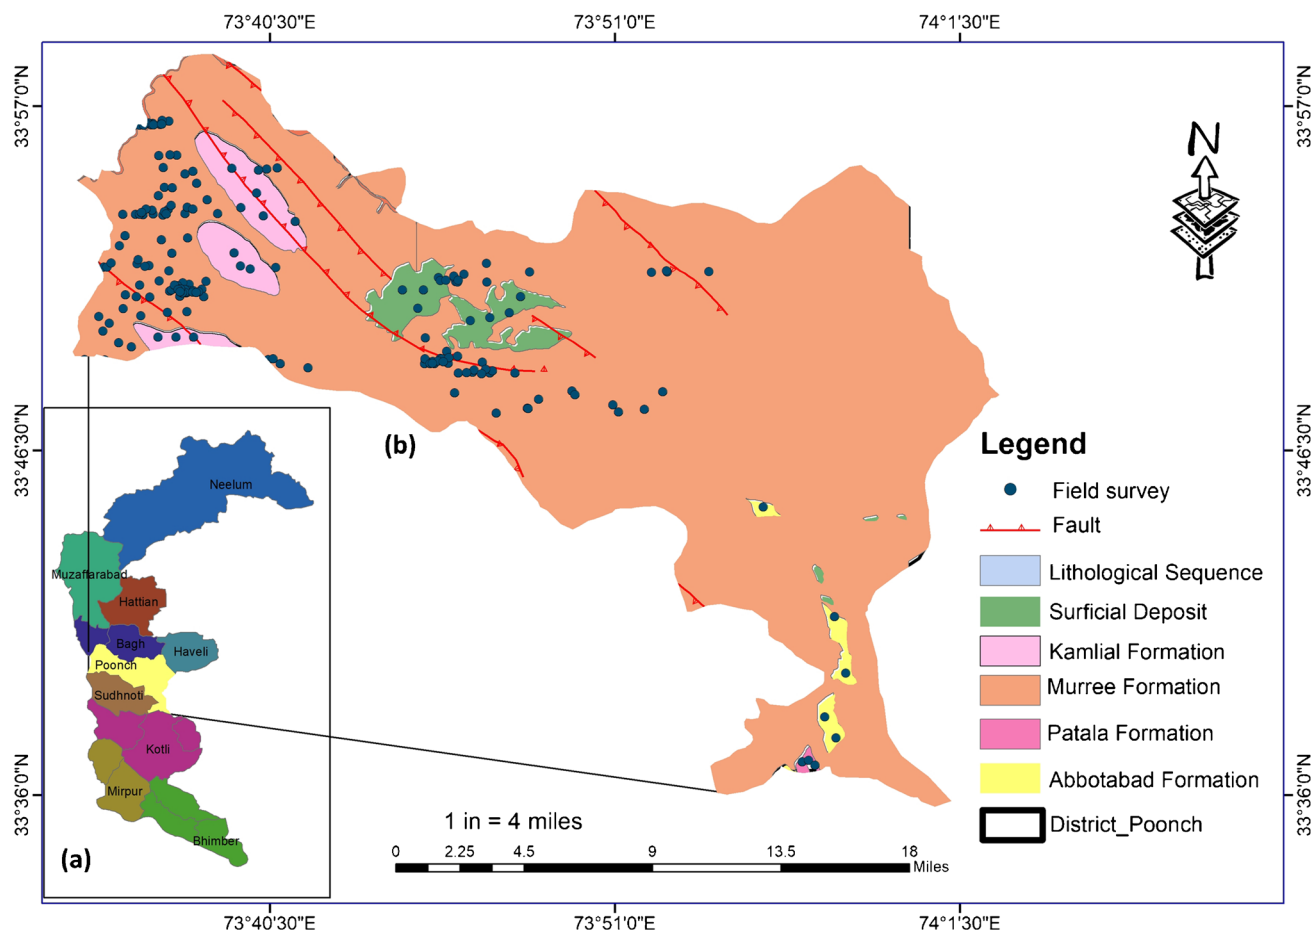 73°40'30"E 73°51'0"E 74°1'30"E
33°57'0"N 33°57'0"N
N
33°46'30"N 33°46'30"N
(b)
Legend
Field survey
Fault
Lithological Sequence
Surficial Deposit
Kamlial Formation
Murree Formation
Patala Formation
Abbotabad Formation
District_Poonch
Neelum
Muzaffarabad
Hattian
Bagh
Haveli
Poonch
Sudhnoti
Kotli
Mirpur
Bhimber
(a)
33°36'0"N 33°36'0"N
1 in = 4 miles
0 2.25 4.5 9 13.5 18
Miles
73°40'30"E 73°51'0"E 74°1'30"E